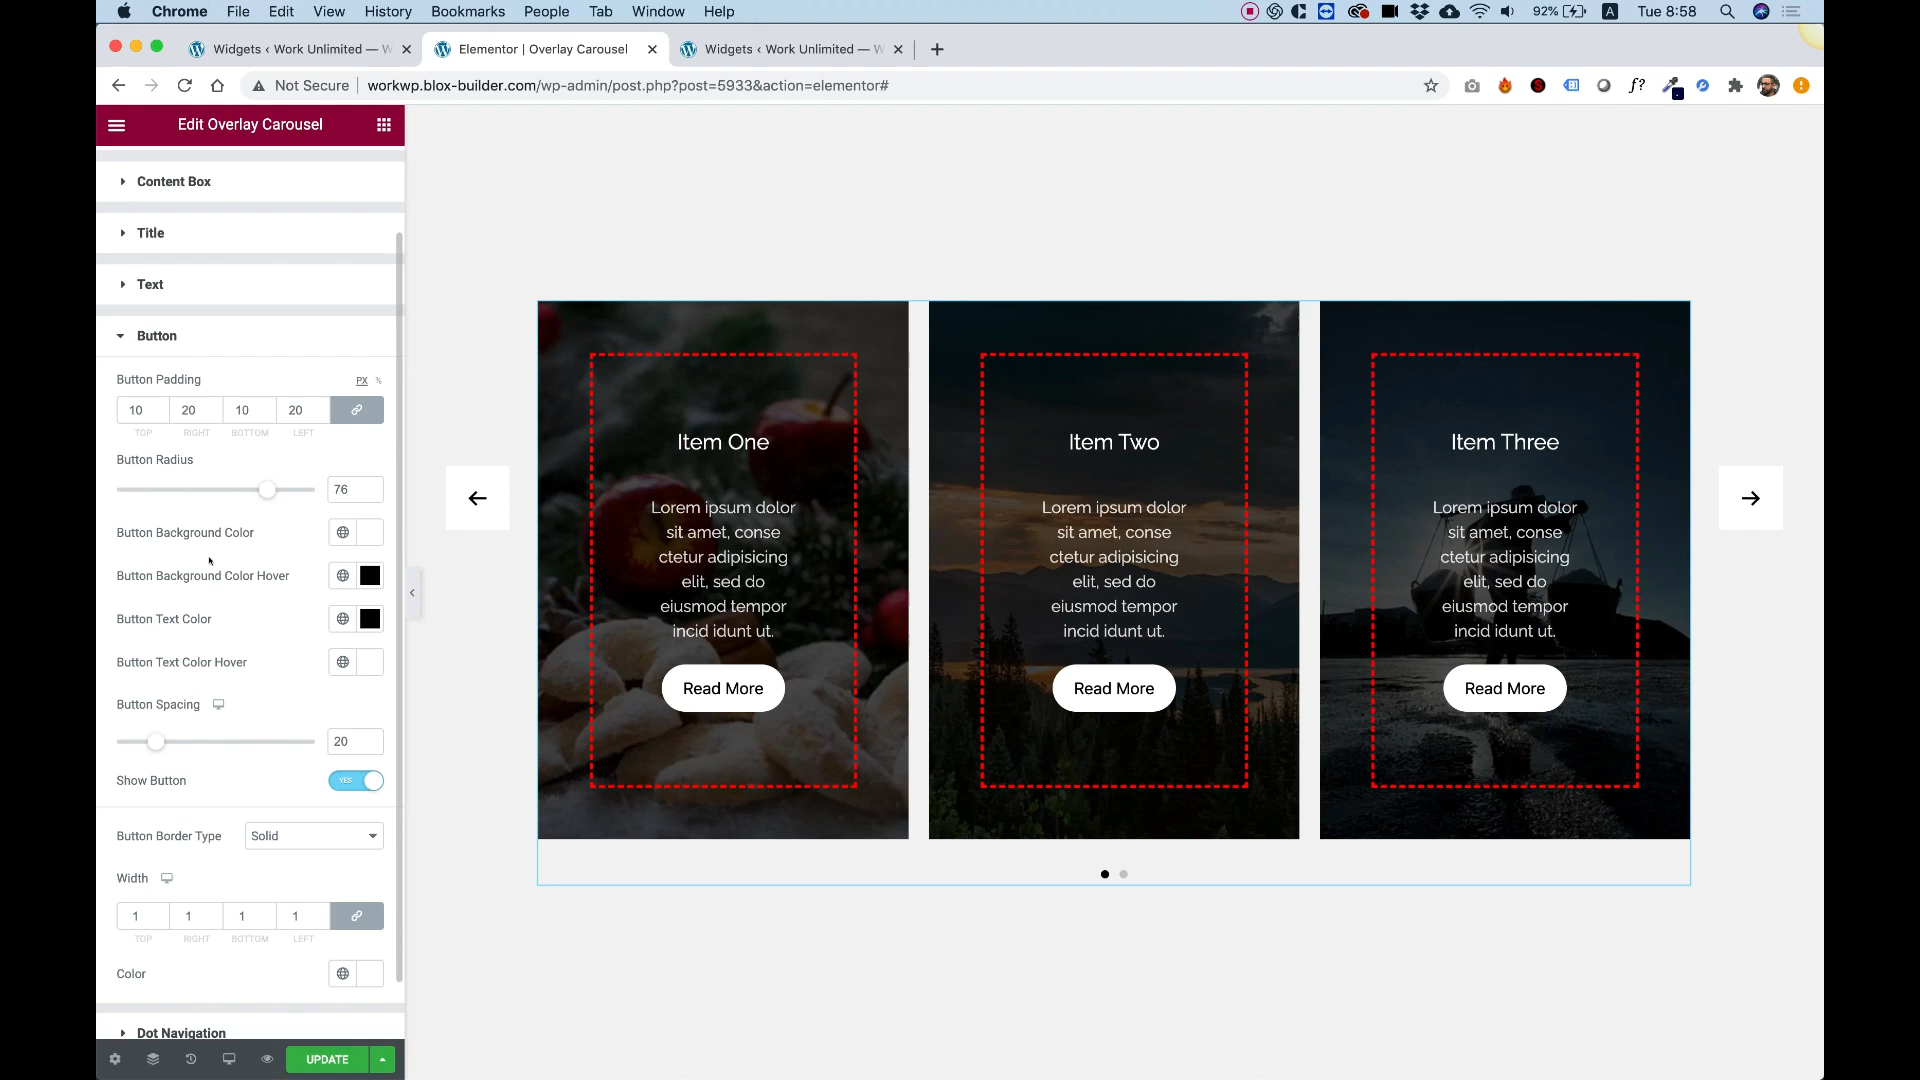 Chrome File Edit View History Bookmarks People Tab Window Help 92% A Tue 8:58
Widgets ‹ Work Unlimited — W Elementor | Overlay Carousel Widgets ‹ Work Unlimited — W
Not Secure workwp.blox-builder.com/wp-admin/post.php?post=5933&action=elementor# f?
Edit Overlay Carousel
Content Box
Title
Text
Button
Button Padding PX %
10 20 10 20
TOP RIGHT BOTTOM LEFT
Button Radius
76
Button Background Color
Button Background Color Hover
Button Text Color
Button Text Color Hover
Button Spacing
20
Show Button YES
Button Border Type Solid
Width
1 1 1 1
TOP RIGHT BOTTOM LEFT
Color
Dot Navigation
UPDATE
Item One
Lorem ipsum dolor
sit amet, conse
ctetur adipisicing
elit, sed do
eiusmod tempor
incid idunt ut.
Read More
Item Two
Lorem ipsum dolor
sit amet, conse
ctetur adipisicing
elit, sed do
eiusmod tempor
incid idunt ut.
Read More
Item Three
Lorem ipsum dolor
sit amet, conse
ctetur adipisicing
elit, sed do
eiusmod tempor
incid idunt ut.
Read More